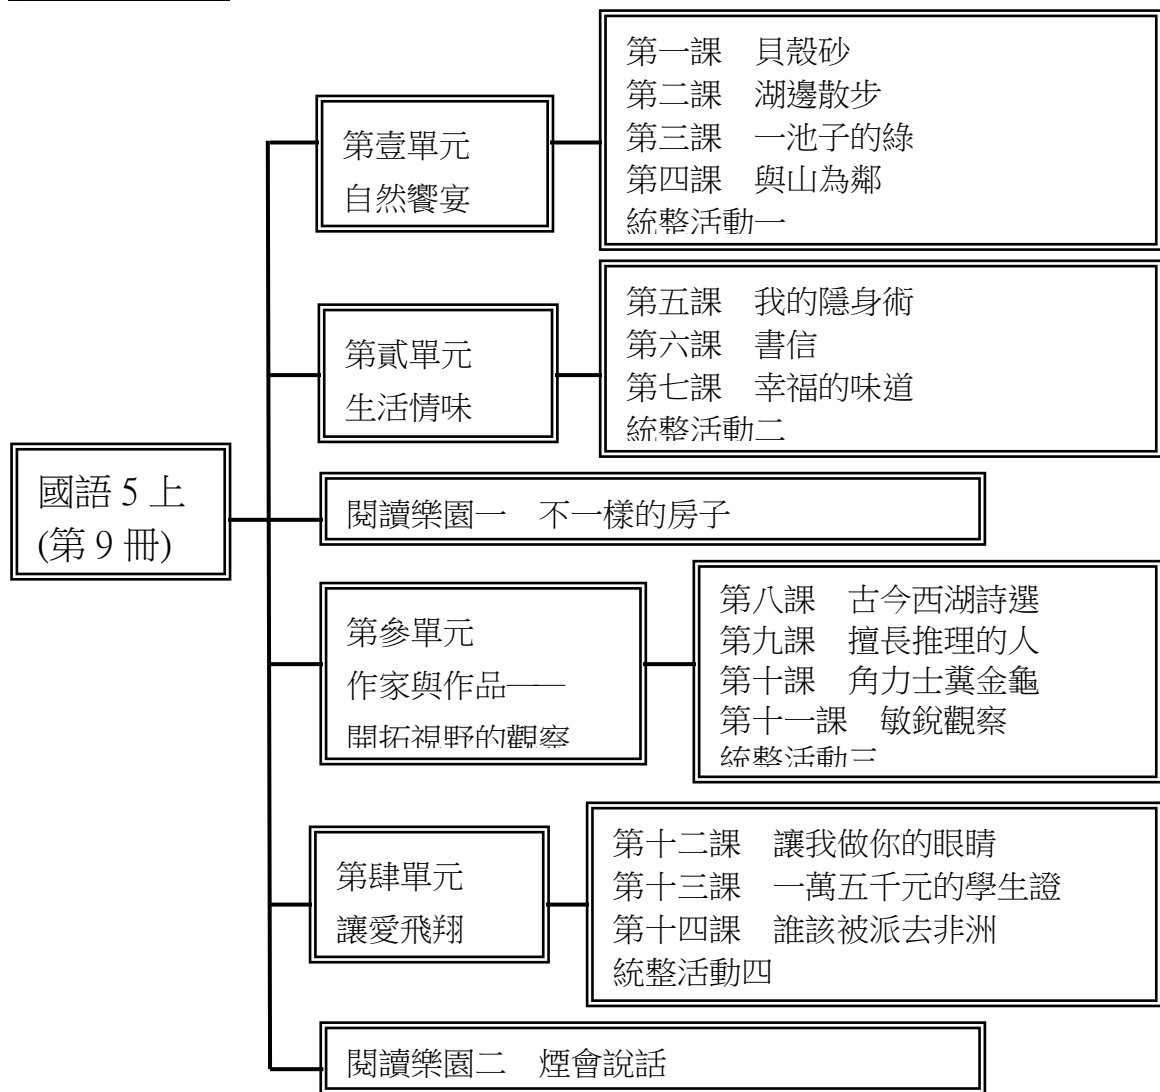 國語 5 上
(第 9 冊)
第壹單元
自然饗宴
第一課　貝殼砂
第二課　湖邊散步
第三課　一池子的綠
第四課　與山為鄰
統整活動一
第貳單元
生活情味
第五課　我的隱身術
第六課　書信
第七課　幸福的味道
統整活動二
閱讀樂園一　不一樣的房子
第參單元
作家與作品——
開拓視野的觀察
第八課　古今西湖詩選
第九課　擅長推理的人
第十課　角力士糞金龜
第十一課　敏銳觀察
統整活動三
第肆單元
讓愛飛翔
第十二課　讓我做你的眼睛
第十三課　一萬五千元的學生證
第十四課　誰該被派去非洲
統整活動四
閱讀樂園二　煙會說話